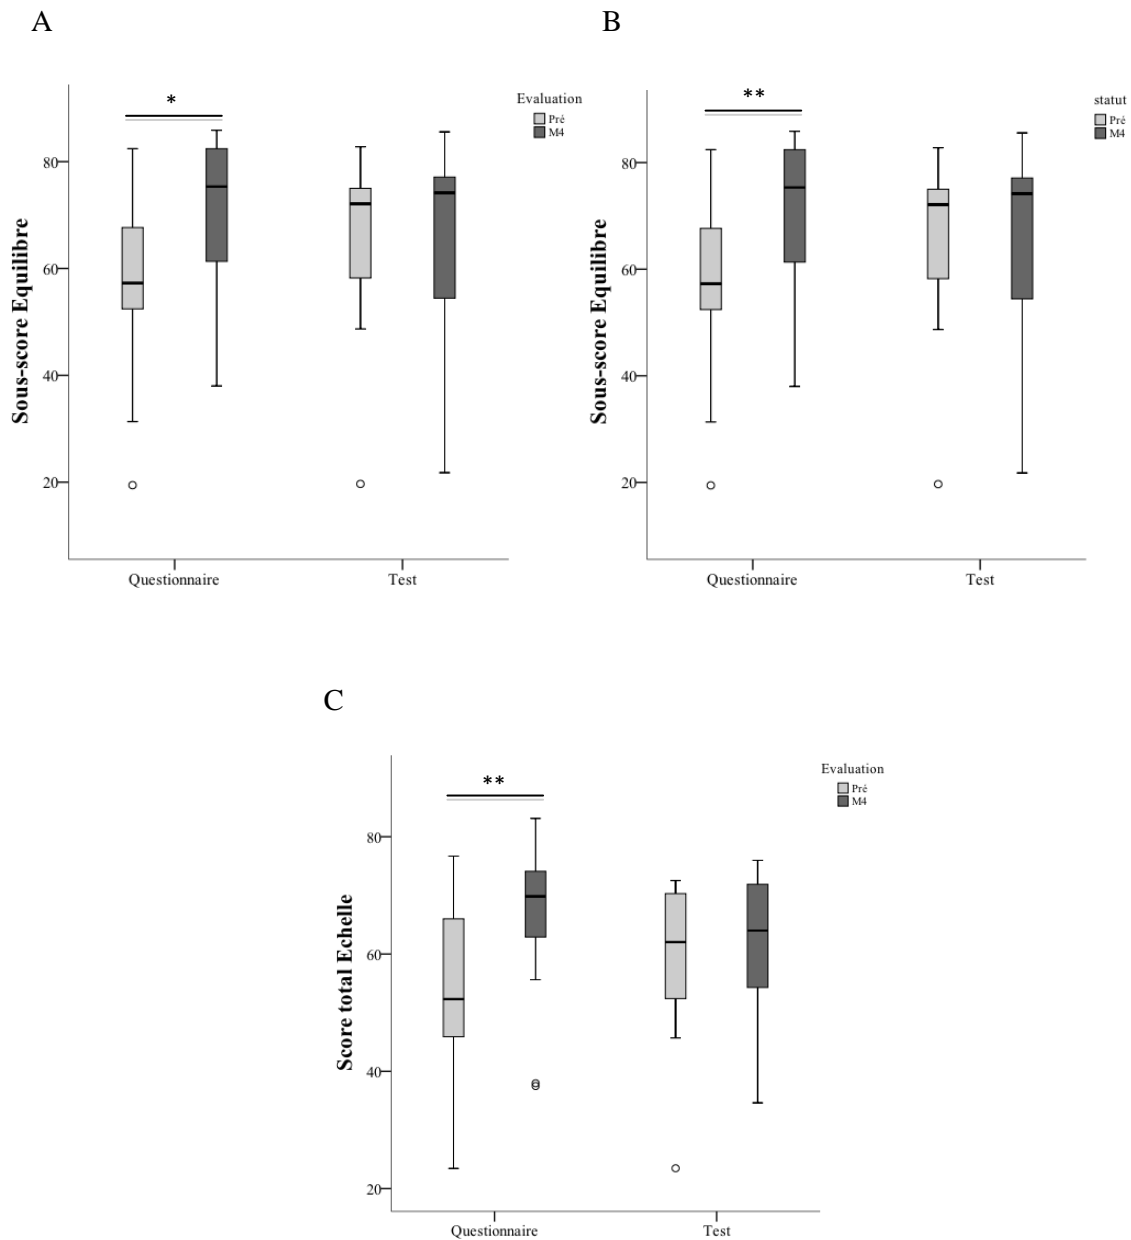 A
*
Evaluation
Pré
M4
80
60
40
20
Sous-score Equilibre
Questionnaire Test
B
**
statut
Pré
M4
80
60
40
20
Sous-score Equilibre
Questionnaire Test
C
**
Evaluation
Pré
M4
80
60
40
20
Score total Echelle
Questionnaire Test